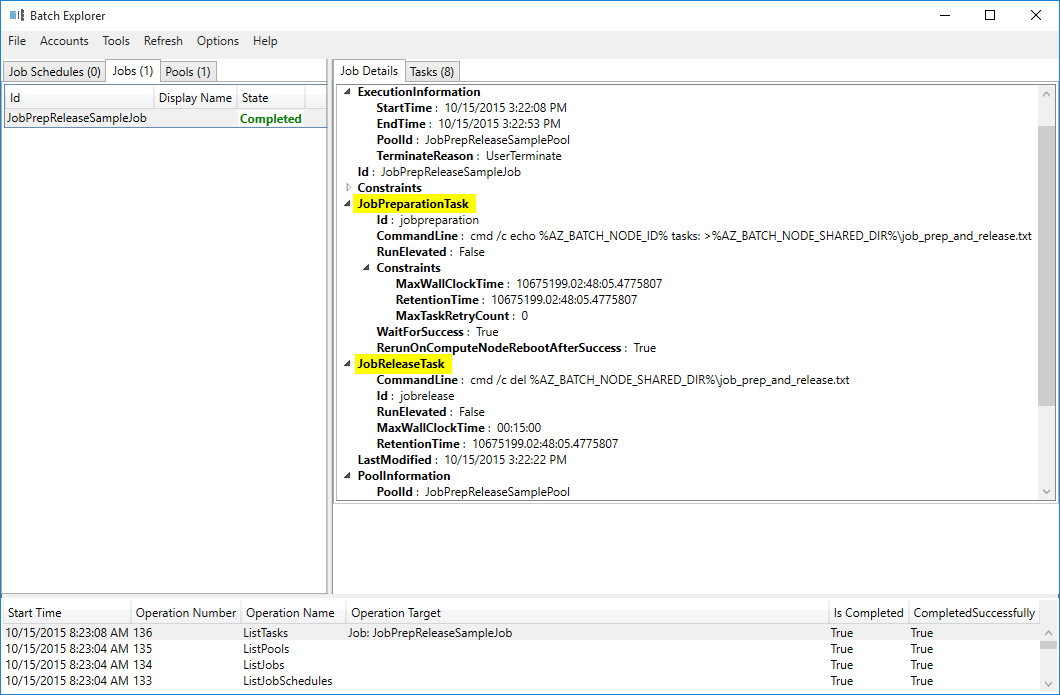 Batch Explorer
File Accounts Tools Refresh Options Help
Job Schedules (0) Jobs (1) Pools (1)
Id Display Name State
JobPrepReleaseSampleJob Completed
Job Details Tasks (8)
ExecutionInformation
StartTime : 10/15/2015 3:22:08 PM
EndTime : 10/15/2015 3:22:53 PM
PoolId : JobPrepReleaseSamplePool
TerminateReason : UserTerminate
Id : JobPrepReleaseSampleJob
Constraints
JobPreparationTask
Id : jobpreparation
CommandLine : cmd /c echo %AZ_BATCH_NODE_ID% tasks: >%AZ_BATCH_NODE_SHARED_DIR%\job_prep_and_release.txt
RunElevated : False
Constraints
MaxWallClockTime : 10675199.02:48:05.4775807
RetentionTime : 10675199.02:48:05.4775807
MaxTaskRetryCount : 0
WaitForSuccess : True
RerunOnComputeNodeRebootAfterSuccess : True
JobReleaseTask
CommandLine : cmd /c del %AZ_BATCH_NODE_SHARED_DIR%\job_prep_and_release.txt
Id : jobrelease
RunElevated : False
MaxWallClockTime : 00:15:00
RetentionTime : 10675199.02:48:05.4775807
LastModified : 10/15/2015 3:22:22 PM
PoolInformation
PoolId : JobPrepReleaseSamplePool
Start Time Operation Number Operation Name Operation Target Is Completed CompletedSuccessfully
10/15/2015 8:23:08 AM 136 ListTasks Job: JobPrepReleaseSampleJob True True
10/15/2015 8:23:04 AM 135 ListPools True True
10/15/2015 8:23:04 AM 134 ListJobs True True
10/15/2015 8:23:04 AM 133 ListJobSchedules True True